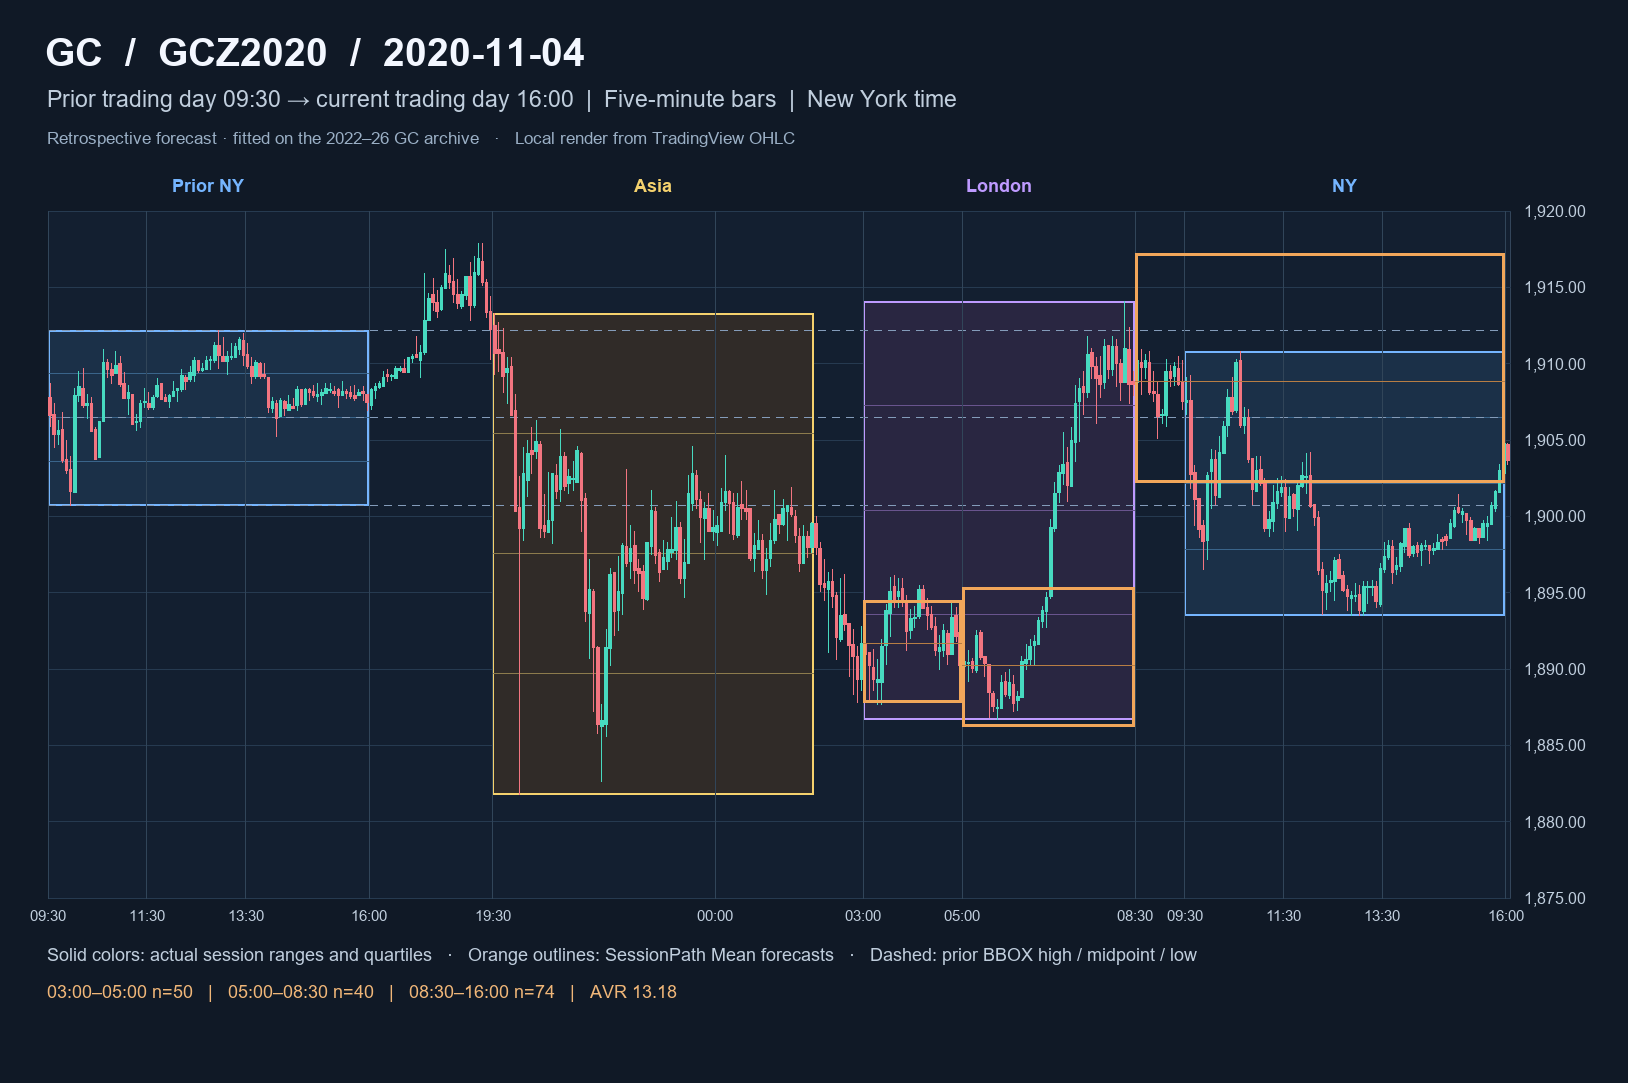 GC / GCZ2020 / 2020-11-04
Prior trading day 09:30 → current trading day 16:00 | Five-minute bars | New York time
Retrospective forecast · fitted on the 2022–26 GC archive · Local render from TradingView OHLC
Prior NY
Asia
London
NY
1,920.00
1,915.00
1,910.00
1,905.00
1,900.00
1,895.00
1,890.00
1,885.00
1,880.00
1,875.00
09:30 11:30 13:30 16:00 19:30 00:00 03:00 05:00 08:30 09:30 11:30 13:30 16:00
Solid colors: actual session ranges and quartiles · Orange outlines: SessionPath Mean forecasts · Dashed: prior BBOX high / midpoint / low
03:00–05:00 n=50 | 05:00–08:30 n=40 | 08:30–16:00 n=74 | AVR 13.18